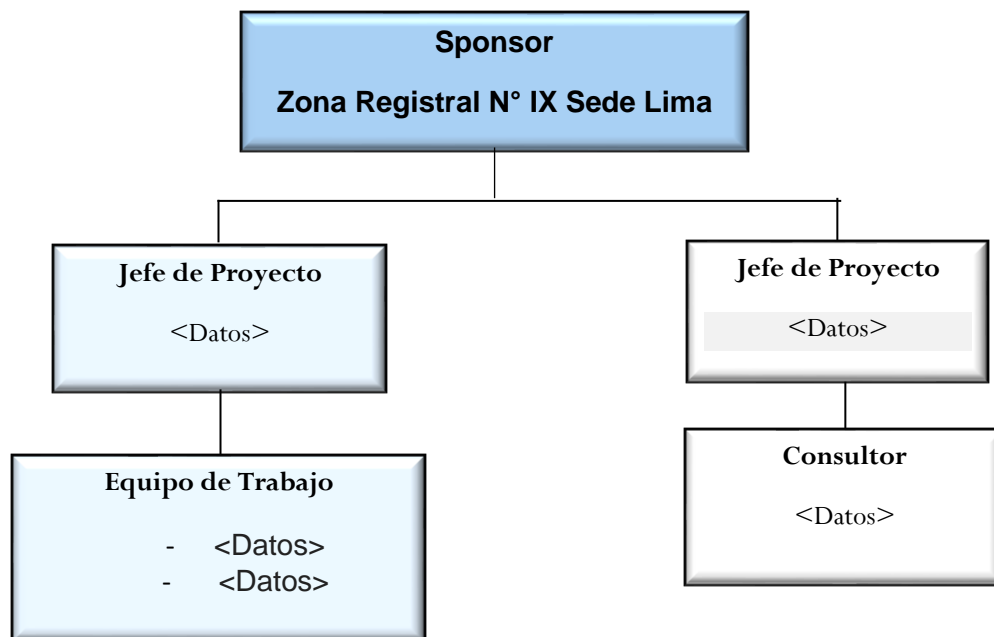 Sponsor
Zona Registral N° IX Sede Lima
Jefe de Proyecto
<Datos>
Jefe de Proyecto
<Datos>
Equipo de Trabajo
- <Datos>
- <Datos>
Consultor
<Datos>